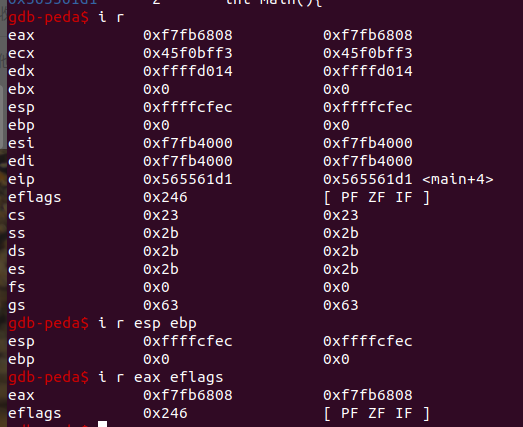 2 int main(){
gdb-peda$ i r
eax 0xf7fb6808 0xf7fb6808
ecx 0x45f0bff3 0x45f0bff3
edx 0xffffd014 0xffffd014
ebx 0x0 0x0
esp 0xffffcfec 0xffffcfec
ebp 0x0 0x0
esi 0xf7fb4000 0xf7fb4000
edi 0xf7fb4000 0xf7fb4000
eip 0x565561d1 0x565561d1 <main+4>
eflags 0x246 [ PF ZF IF ]
cs 0x23 0x23
ss 0x2b 0x2b
ds 0x2b 0x2b
es 0x2b 0x2b
fs 0x0 0x0
gs 0x63 0x63
gdb-peda$ i r esp ebp
esp 0xffffcfec 0xffffcfec
ebp 0x0 0x0
gdb-peda$ i r eax eflags
eax 0xf7fb6808 0xf7fb6808
eflags 0x246 [ PF ZF IF ]
gdb-peda$